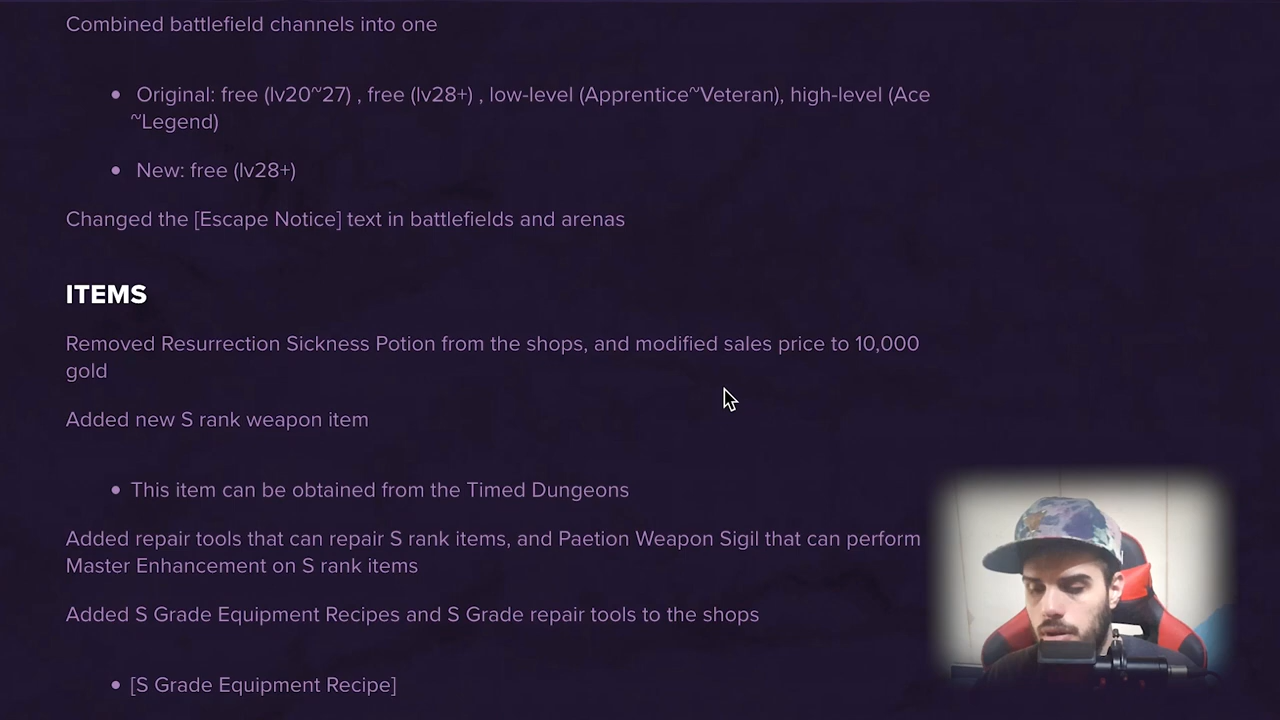 Combined battlefield channels into one
• Original: free (lv20~27) , free (lv28+) , low-level (Apprentice~Veteran), high-level (Ace
~Legend)
• New: free (lv28+)
Changed the [Escape Notice] text in battlefields and arenas
ITEMS
Removed Resurrection Sickness Potion from the shops, and modified sales price to 10,000
gold
Added new S rank weapon item
• This item can be obtained from the Timed Dungeons
Added repair tools that can repair S rank items, and Paetion Weapon Sigil that can perform
Master Enhancement on S rank items
Added S Grade Equipment Recipes and S Grade repair tools to the shops
• [S Grade Equipment Recipe]